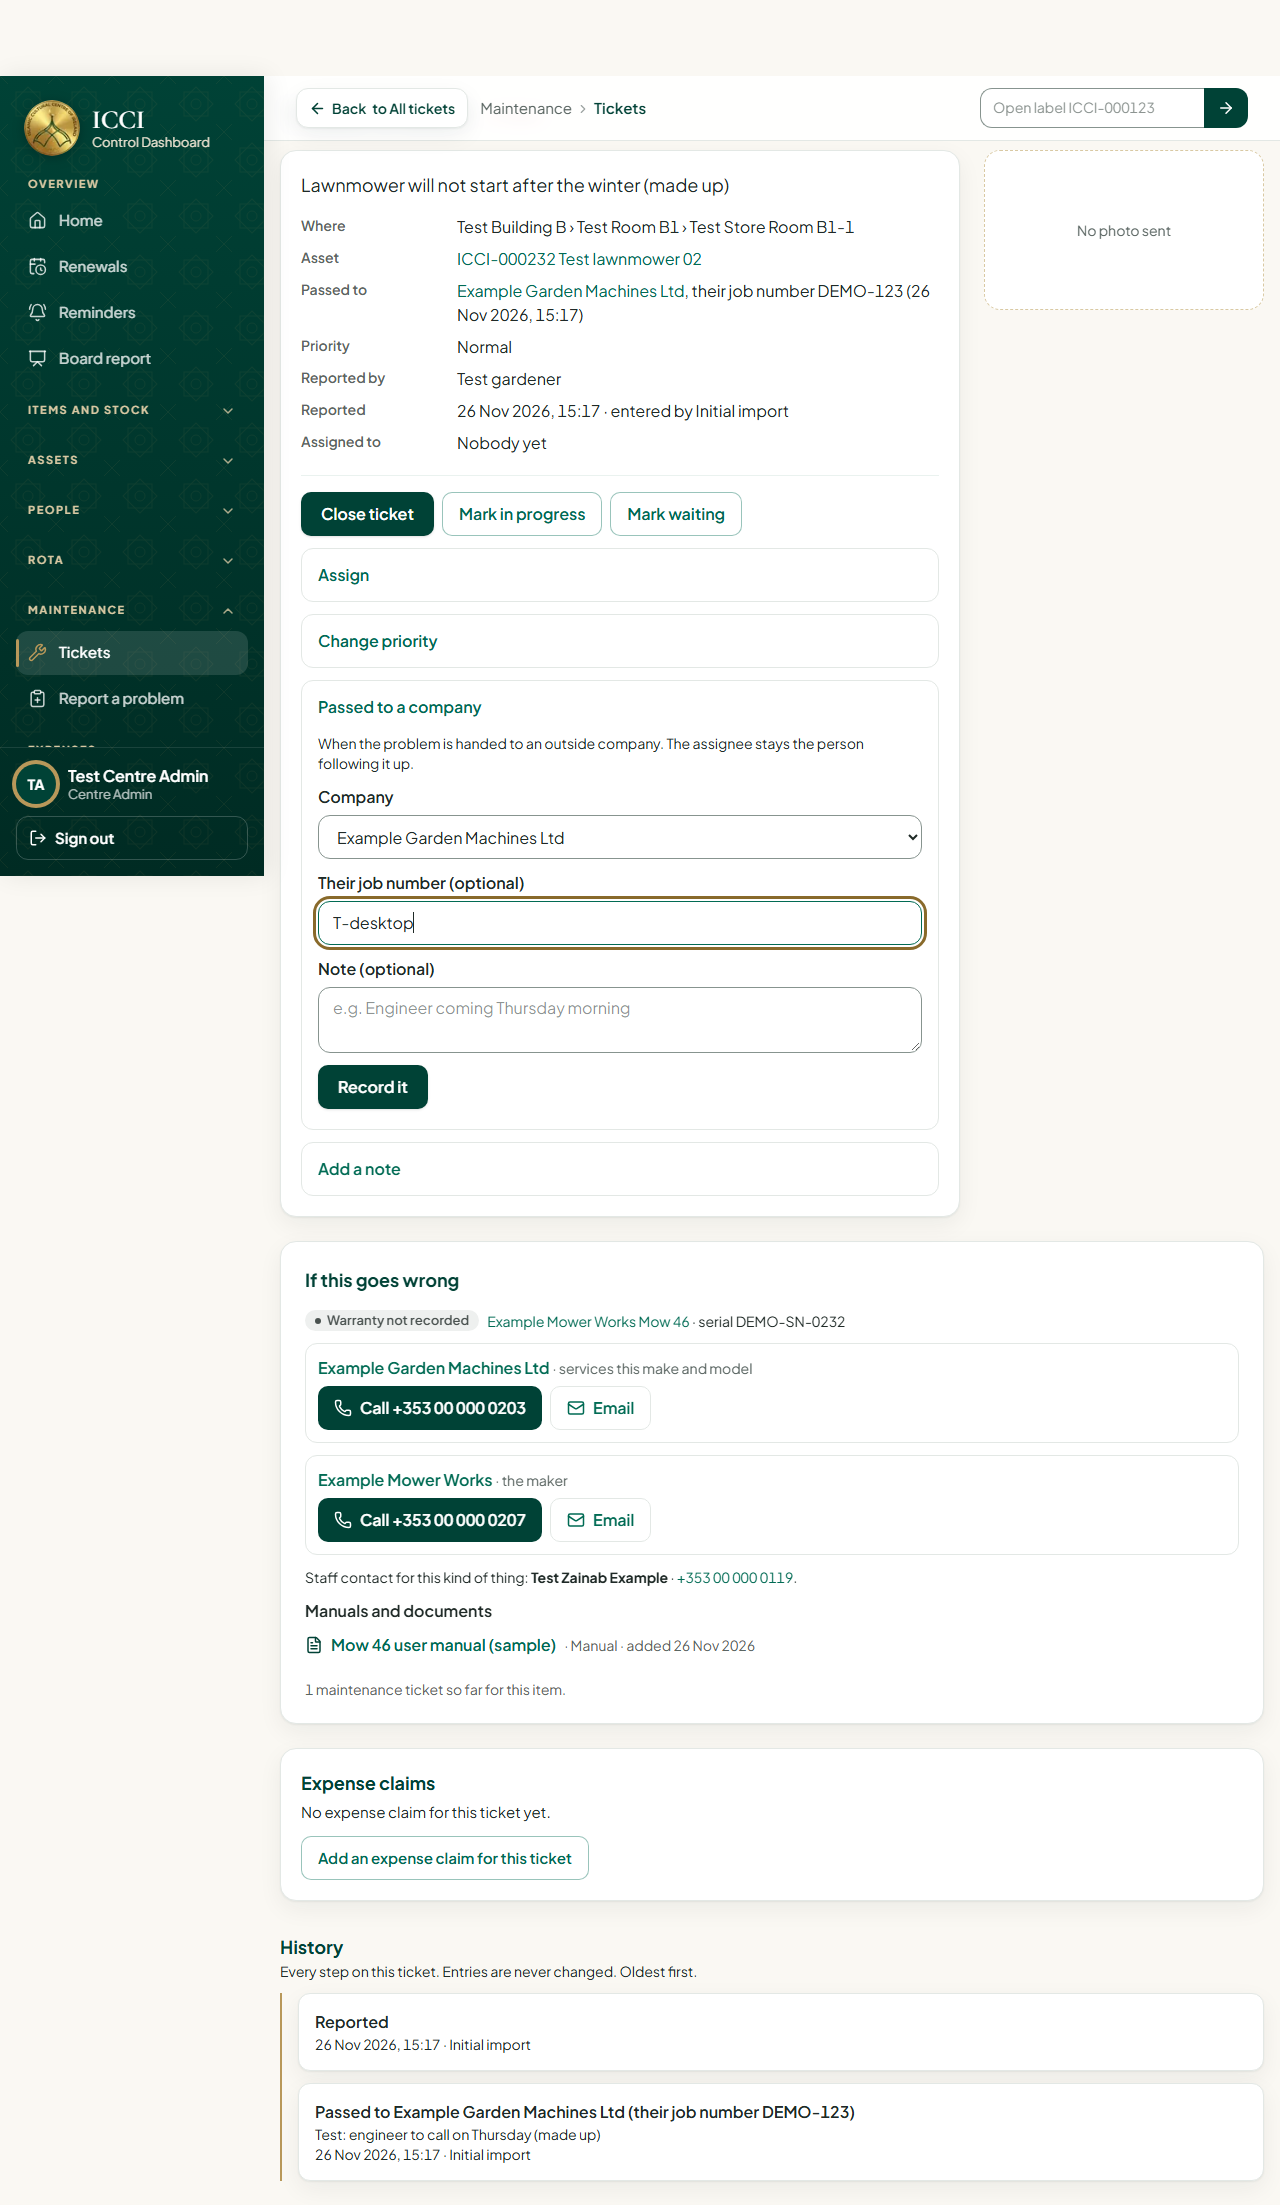 ICCI
Control Dashboard
OVERVIEW
Home
Renewals
Reminders
Board report
ITEMS AND STOCK
ASSETS
PEOPLE
ROTA
MAINTENANCE
Tickets
Report a problem
TA
Test Centre Admin
Centre Admin
Sign out
Back to All tickets
Maintenance › Tickets
Open label ICCI-000123
Lawnmower will not start after the winter (made up)
Where Test Building B › Test Room B1 › Test Store Room B1-1
Asset ICCI-000232 Test lawnmower 02
Passed to Example Garden Machines Ltd, their job number DEMO-123 (26
Nov 2026, 15:17)
Priority Normal
Reported by Test gardener
Reported 26 Nov 2026, 15:17 · entered by Initial import
Assigned to Nobody yet
Close ticket Mark in progress Mark waiting
Assign
Change priority
Passed to a company
When the problem is handed to an outside company. The assignee stays the person
following it up.
Company
Example Garden Machines Ltd
Their job number (optional)
T-desktop
Note (optional)
e.g. Engineer coming Thursday morning
Record it
Add a note
No photo sent
If this goes wrong
Warranty not recorded Example Mower Works Mow 46 · serial DEMO-SN-0232
Example Garden Machines Ltd · services this make and model
Call +353 00 000 0203 Email
Example Mower Works · the maker
Call +353 00 000 0207 Email
Staff contact for this kind of thing: Test Zainab Example · +353 00 000 0119.
Manuals and documents
Mow 46 user manual (sample) · Manual · added 26 Nov 2026
1 maintenance ticket so far for this item.
Expense claims
No expense claim for this ticket yet.
Add an expense claim for this ticket
History
Every step on this ticket. Entries are never changed. Oldest first.
Reported
26 Nov 2026, 15:17 · Initial import
Passed to Example Garden Machines Ltd (their job number DEMO-123)
Test: engineer to call on Thursday (made up)
26 Nov 2026, 15:17 · Initial import